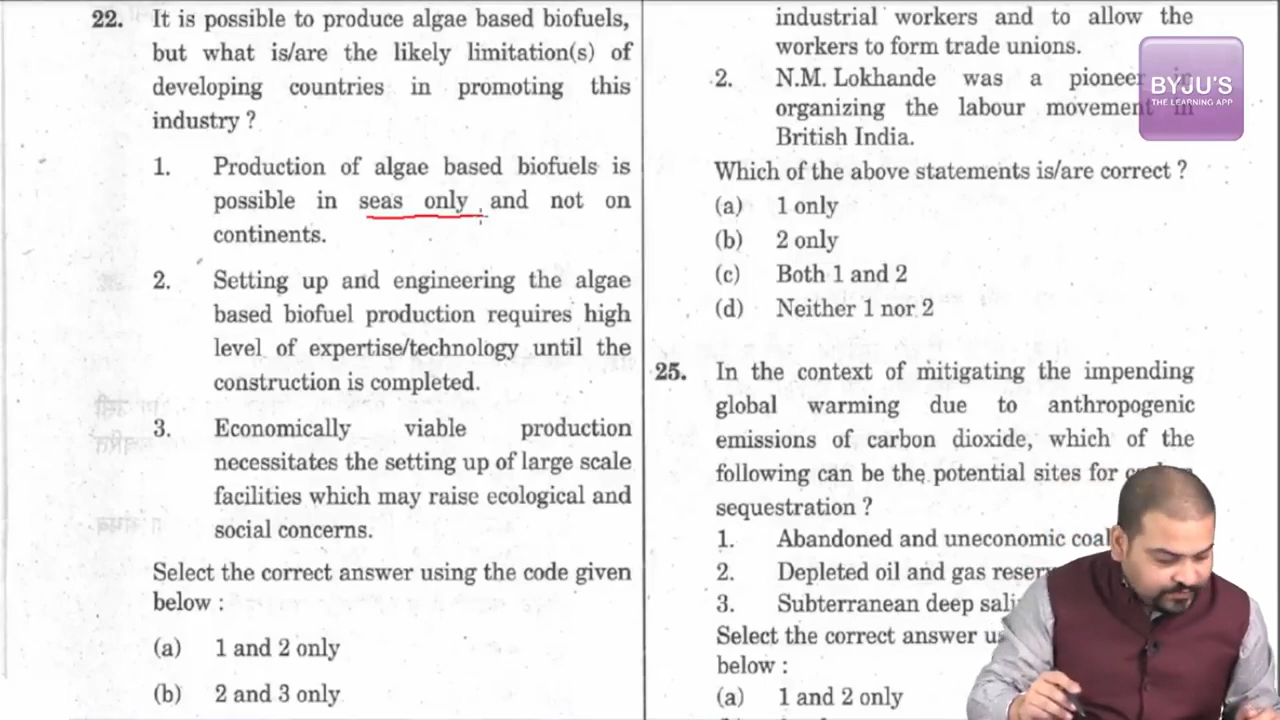 22. It is possible to produce algae based biofuels,
but what is/are the likely limitation(s) of
developing countries in promoting this
industry ?
1. Production of algae based biofuels is
possible in seas only and not on
continents.
2. Setting up and engineering the algae
based biofuel production requires high
level of expertise/technology until the
construction is completed.
3. Economically viable production
necessitates the setting up of large scale
facilities which may raise ecological and
social concerns.
Select the correct answer using the code given
below :
(a) 1 and 2 only
(b) 2 and 3 only
industrial workers and to allow the
workers to form trade unions.
2. N.M. Lokhande was a pioneer in
organizing the labour movement in
British India.
Which of the above statements is/are correct ?
(a) 1 only
(b) 2 only
(c) Both 1 and 2
(d) Neither 1 nor 2
25. In the context of mitigating the impending
global warming due to anthropogenic
emissions of carbon dioxide, which of the
following can be the potential sites for
sequestration ?
1. Abandoned and uneconomic coal
2. Depleted oil and gas
3. Subterranean deep
Select the correct answer
below :
(a) 1 and 2 only
BYJU'S
THE LEARNING APP